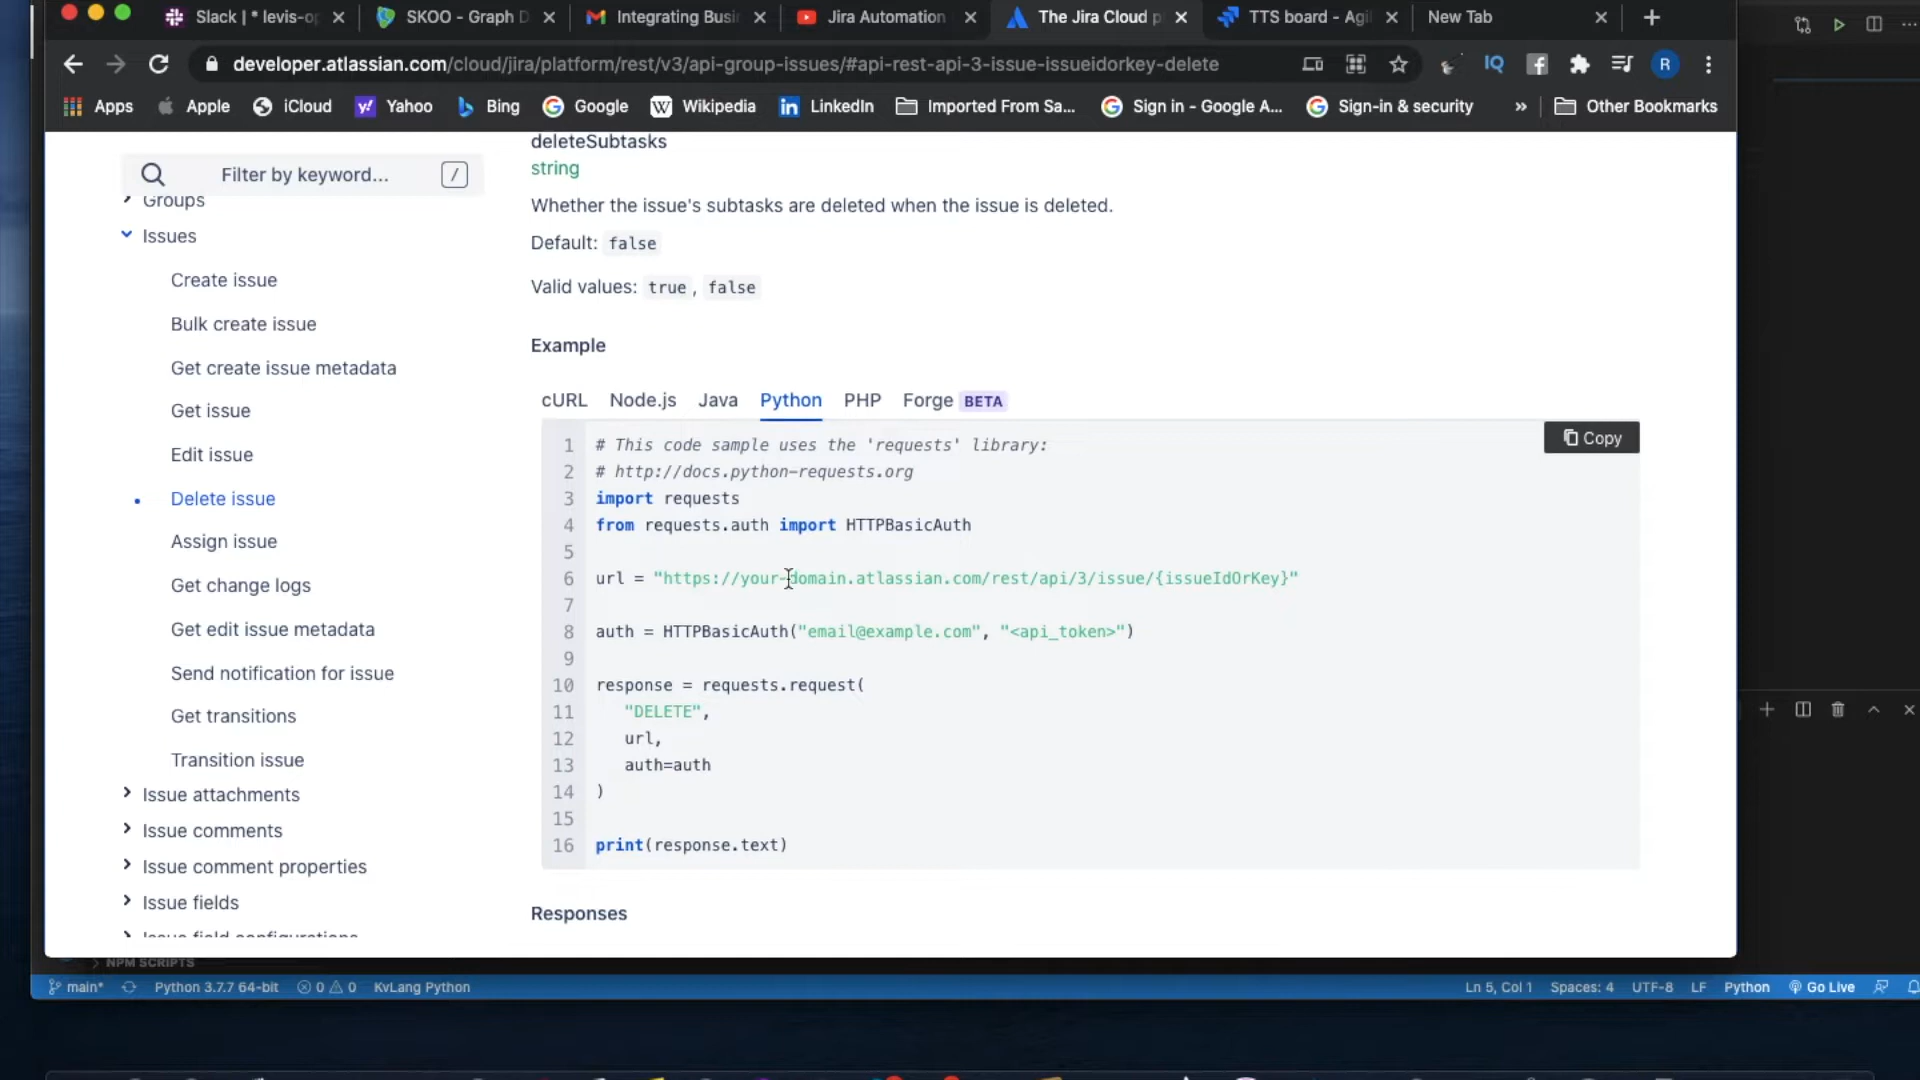 Slack | * levis-op
SKOO - Graph D
Integrating Busi
Jira Automation
The Jira Cloud p
TTS board - Agil
New Tab
developer.atlassian.com/cloud/jira/platform/rest/v3/api-group-issues/#api-rest-api-3-issue-issueidorkey-delete
IQ
R
Apps
Apple
iCloud
Yahoo
Bing
Google
Wikipedia
LinkedIn
Imported From Sa...
Sign in - Google A...
Sign-in & security
»
Other Bookmarks
Filter by keyword...
/
Groups
Issues
Create issue
Bulk create issue
Get create issue metadata
Get issue
Edit issue
Delete issue
Assign issue
Get change logs
Get edit issue metadata
Send notification for issue
Get transitions
Transition issue
Issue attachments
Issue comments
Issue comment properties
Issue fields
Issue field configurations
deleteSubtasks
string
Whether the issue's subtasks are deleted when the issue is deleted.
Default: false
Valid values: true, false
Example
cURL Node.js Java Python PHP Forge BETA
Copy
1 # This code sample uses the 'requests' library:
2 # http://docs.python-requests.org
3 import requests
4 from requests.auth import HTTPBasicAuth
5
6 url = "https://your-domain.atlassian.com/rest/api/3/issue/{issueIdOrKey}"
7
8 auth = HTTPBasicAuth("email@example.com", "<api_token>")
9
10 response = requests.request(
11 "DELETE",
12 url,
13 auth=auth
14 )
15
16 print(response.text)
Responses
NPM SCRIPTS
main* Python 3.7.7 64-bit 0 0 KvLang Python Ln 5, Col 1 Spaces: 4 UTF-8 LF Python Go Live